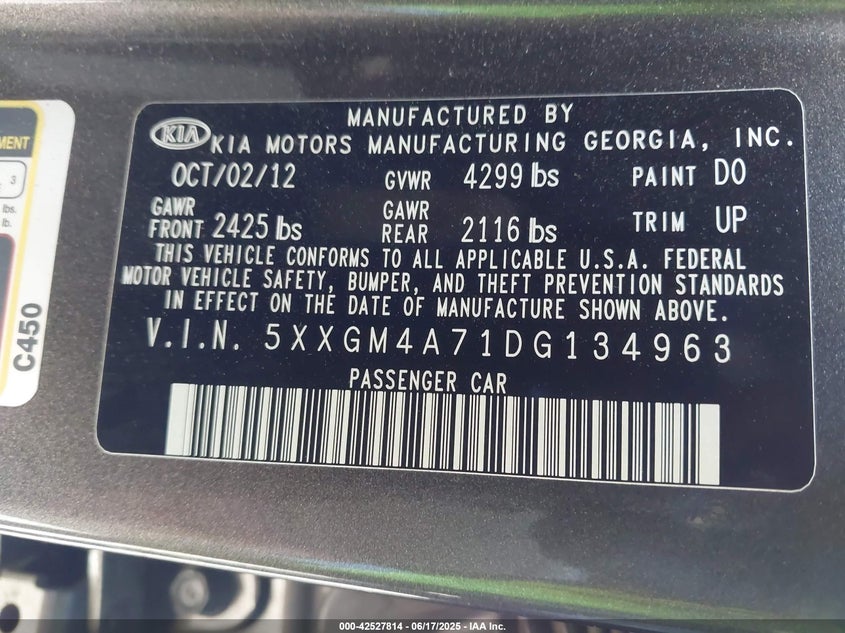 MANUFACTURED BY
KIA KIA MOTORS MANUFACTURING GEORGIA, INC.
OCT/02/12 GVWR 4299 lbs PAINT D0
GAWR FRONT 2425 lbs GAWR REAR 2116 lbs TRIM UP
THIS VEHICLE CONFORMS TO ALL APPLICABLE U.S.A. FEDERAL
MOTOR VEHICLE SAFETY, BUMPER, AND THEFT PREVENTION STANDARDS
IN EFFECT ON THE DATE OF MANUFACTURE SHOWN ABOVE.
V.I.N. 5XXGM4A71DG134963
PASSENGER CAR
3
lbs.
lb.
C450
000-42527814 - 06/17/2025 - IAA Inc.